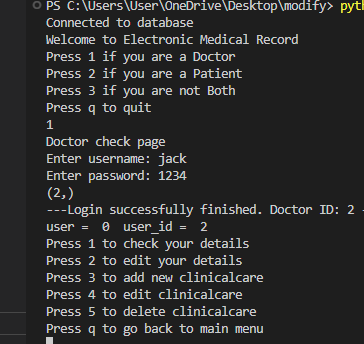 PS C:\Users\User\OneDrive\Desktop\modify> pyth
Connected to database
Welcome to Electronic Medical Record
Press 1 if you are a Doctor
Press 2 if you are a Patient
Press 3 if you are not Both
Press q to quit
1
Doctor check page
Enter username: jack
Enter password: 1234
(2,)
---Login successfully finished. Doctor ID: 2 -
user =  0  user_id =  2
Press 1 to check your details
Press 2 to edit your details
Press 3 to add new clinicalcare
Press 4 to edit clinicalcare
Press 5 to delete clinicalcare
Press q to go back to main menu